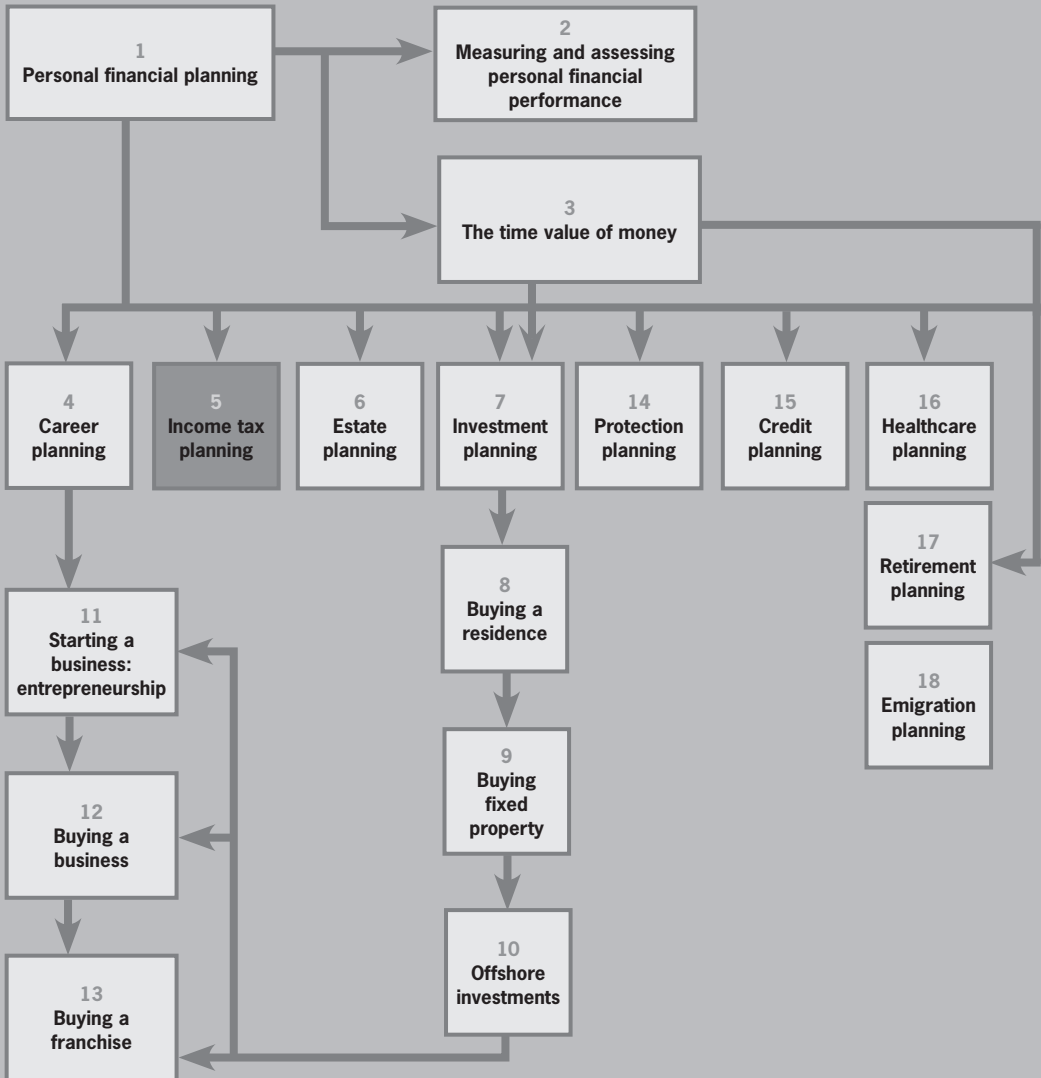 1
Personal financial planning
2
Measuring and assessing
personal financial
performance
3
The time value of money
4
Career
planning
5
Income tax
planning
6
Estate
planning
7
Investment
planning
14
Protection
planning
15
Credit
planning
16
Healthcare
planning
17
Retirement
planning
8
Buying a
residence
11
Starting a
business:
entrepreneurship
18
Emigration
planning
9
Buying
fixed
property
12
Buying a
business
10
Offshore
investments
13
Buying a
franchise